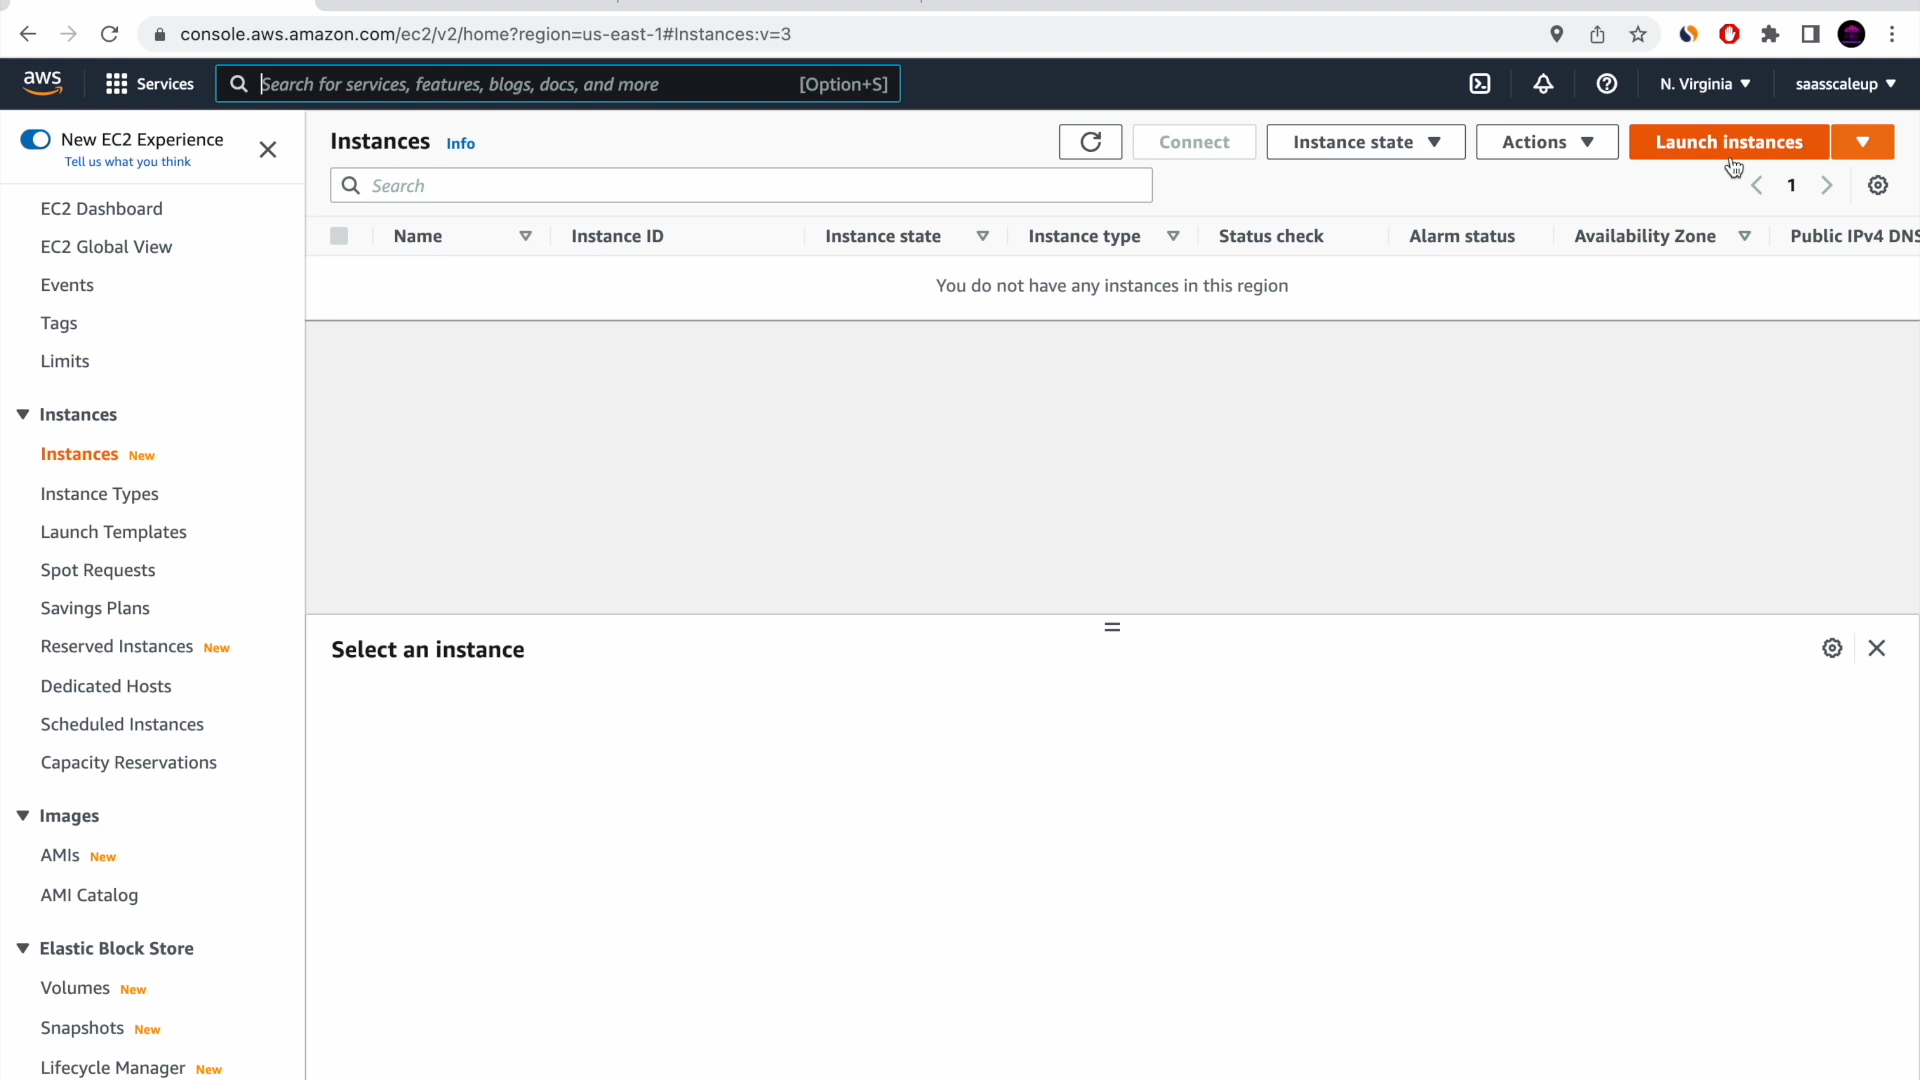 console.aws.amazon.com/ec2/v2/home?region=us-east-1#Instances:v=3
aws
Services
Search for services, features, blogs, docs, and more [Option+S]
N. Virginia
saasscaleup
New EC2 Experience
Tell us what you think
EC2 Dashboard
EC2 Global View
Events
Tags
Limits
Instances
Instances New
Instance Types
Launch Templates
Spot Requests
Savings Plans
Reserved Instances New
Dedicated Hosts
Scheduled Instances
Capacity Reservations
Images
AMIs New
AMI Catalog
Elastic Block Store
Volumes New
Snapshots New
Lifecycle Manager New
Instances Info
Connect
Instance state
Actions
Launch instances
Search
1
Name Instance ID Instance state Instance type Status check Alarm status Availability Zone Public IPv4 DNS
You do not have any instances in this region
Select an instance